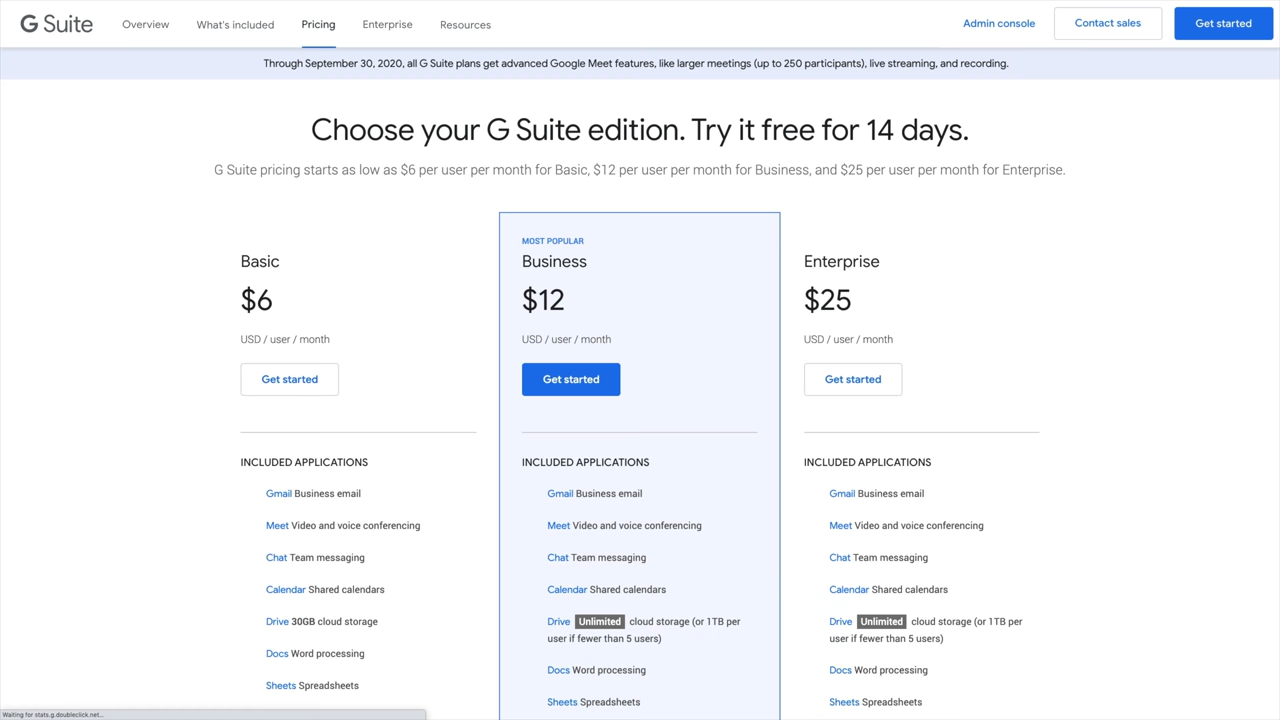 G Suite
Overview
What's included
Pricing
Enterprise
Resources
Admin console
Contact sales
Get started
Through September 30, 2020, all G Suite plans get advanced Google Meet features, like larger meetings (up to 250 participants), live streaming, and recording.
Choose your G Suite edition. Try it free for 14 days.
G Suite pricing starts as low as $6 per user per month for Basic, $12 per user per month for Business, and $25 per user per month for Enterprise.
Basic
$6
USD / user / month
Get started
INCLUDED APPLICATIONS
Gmail Business email
Meet Video and voice conferencing
Chat Team messaging
Calendar Shared calendars
Drive 30GB cloud storage
Docs Word processing
Sheets Spreadsheets
MOST POPULAR
Business
$12
USD / user / month
Get started
INCLUDED APPLICATIONS
Gmail Business email
Meet Video and voice conferencing
Chat Team messaging
Calendar Shared calendars
Drive Unlimited cloud storage (or 1TB per
user if fewer than 5 users)
Docs Word processing
Sheets Spreadsheets
Enterprise
$25
USD / user / month
Get started
INCLUDED APPLICATIONS
Gmail Business email
Meet Video and voice conferencing
Chat Team messaging
Calendar Shared calendars
Drive Unlimited cloud storage (or 1TB per
user if fewer than 5 users)
Docs Word processing
Sheets Spreadsheets
Waiting for stats.g.doubleclick.net...